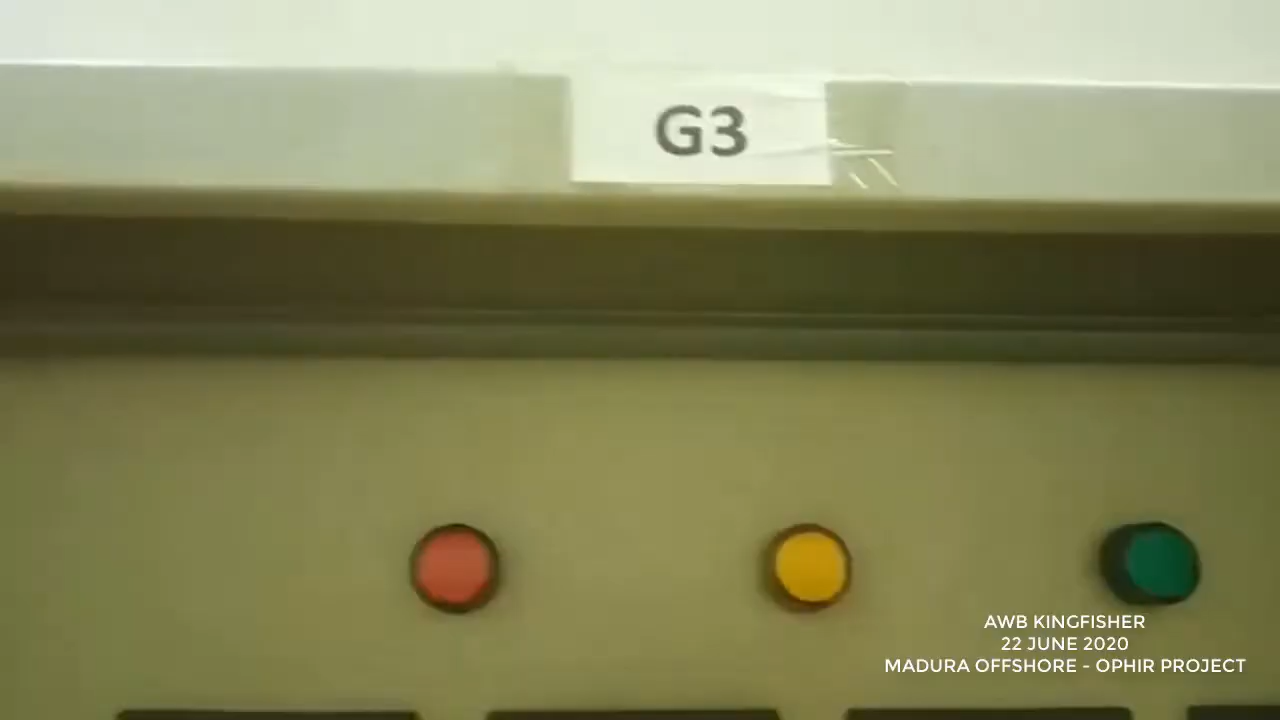 G3
AWB KINGFISHER
22 JUNE 2020
MADURA OFFSHORE - OPHIR PROJECT